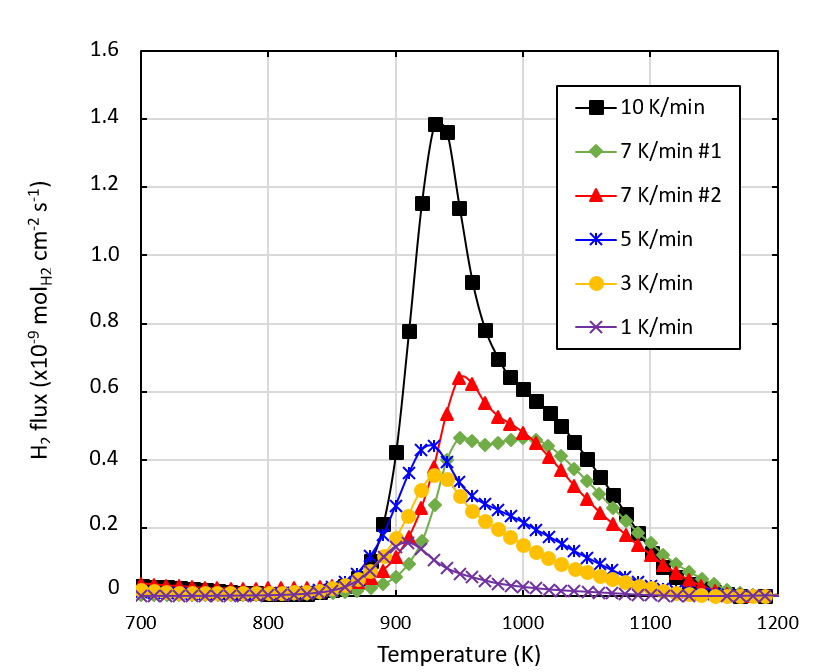 1.6
1.4
1.2
1.0
0.8
0.6
0.4
0.2
0
700
800
900
1000
1100
1200
Temperature (K)
H₂ flux (x10⁻⁹ mol_H2 cm⁻² s⁻¹)
10 K/min
7 K/min #1
7 K/min #2
5 K/min
3 K/min
1 K/min